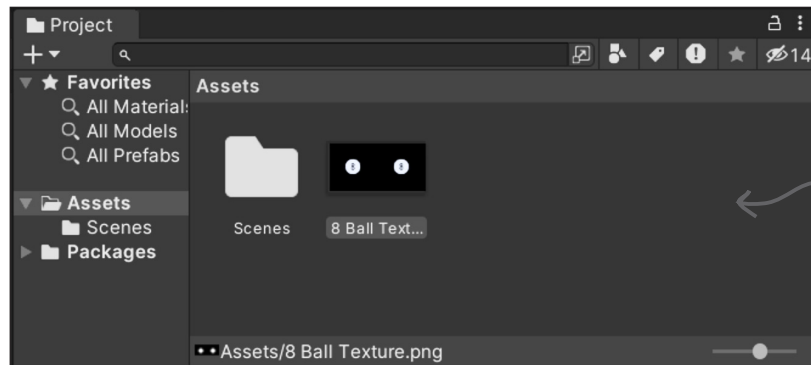 Project
14
Favorites
All Materials
All Models
All Prefabs
Assets
Scenes
Packages
Assets
Scenes
8 Ball Text...
Assets/8 Ball Texture.png